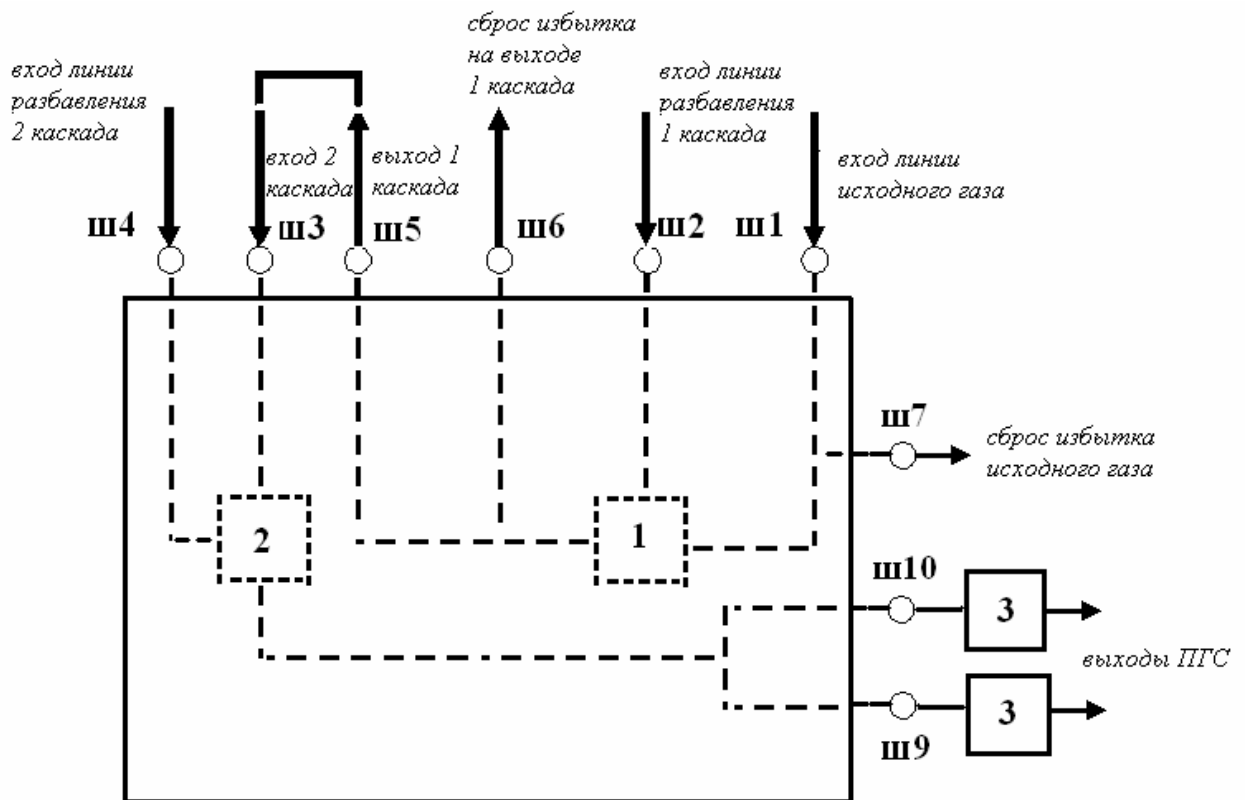 сброс избытка
на выходе
1 каскада
вход линии
разбавления
2 каскада
вход линии
разбавления
1 каскада
вход 2
каскада
выход 1
каскада
вход линии
исходного газа
ш4
ш3
ш5
ш6
ш2
ш1
ш7
сброс избытка
исходного газа
2
1
ш10
3
выходы ПГС
ш9
3